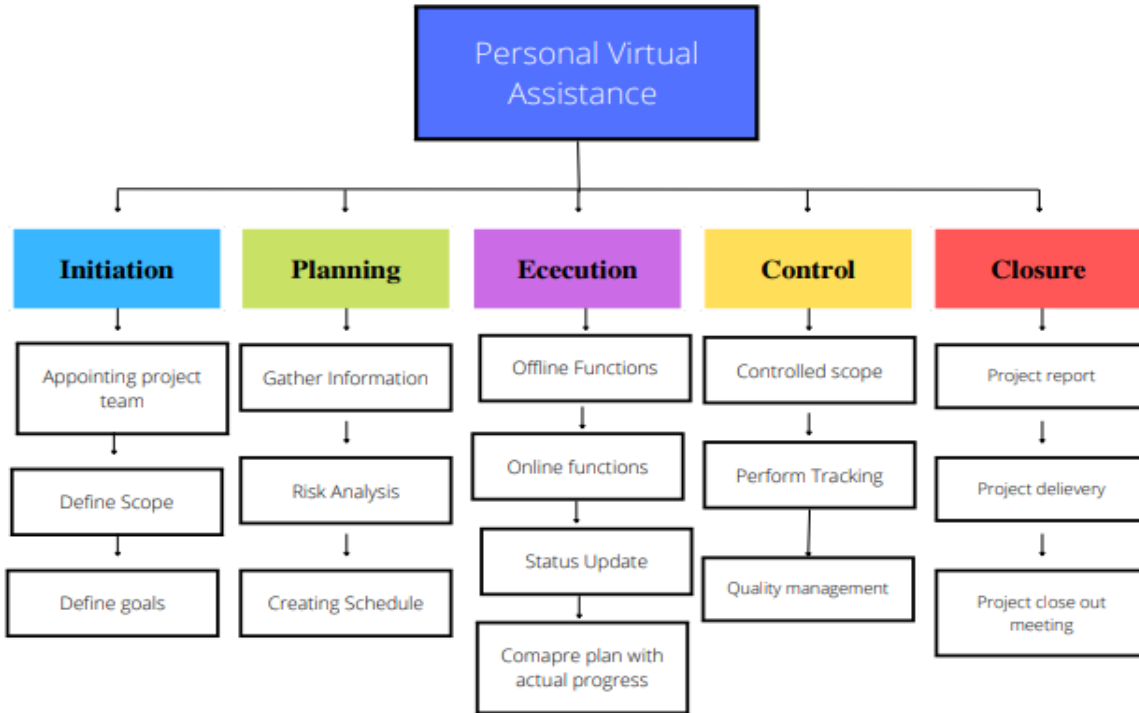 Personal Virtual
Assistance
Initiation
Planning
Ececution
Control
Closure
Appointing project
team
Define Scope
Define goals
Gather Information
Risk Analysis
Creating Schedule
Offline Functions
Online functions
Status Update
Comapre plan with
actual progress
Controlled scope
Perform Tracking
Quality management
Project report
Project delievery
Project close out
meeting